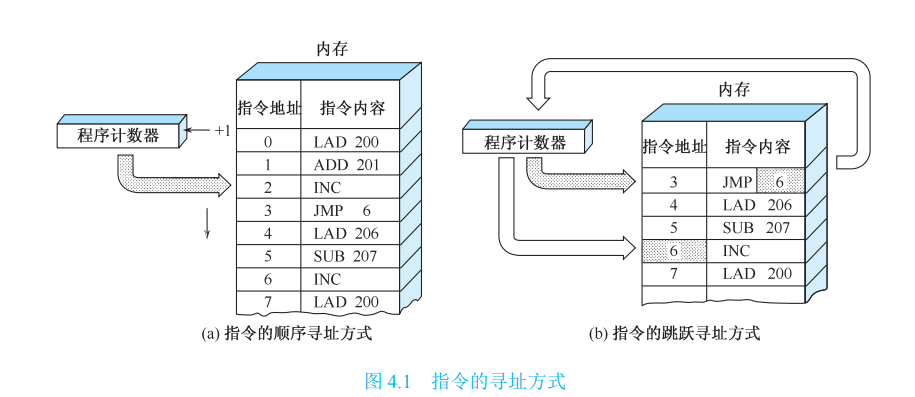 内存
指令地址 指令内容
程序计数器 +1
0 LAD 200
1 ADD 201
2 INC
3 JMP 6
4 LAD 206
5 SUB 207
6 INC
7 LAD 200
(a) 指令的顺序寻址方式
内存
程序计数器
指令地址 指令内容
3 JMP 6
4 LAD 206
5 SUB 207
6 INC
7 LAD 200
(b) 指令的跳跃寻址方式
图 4.1 指令的寻址方式